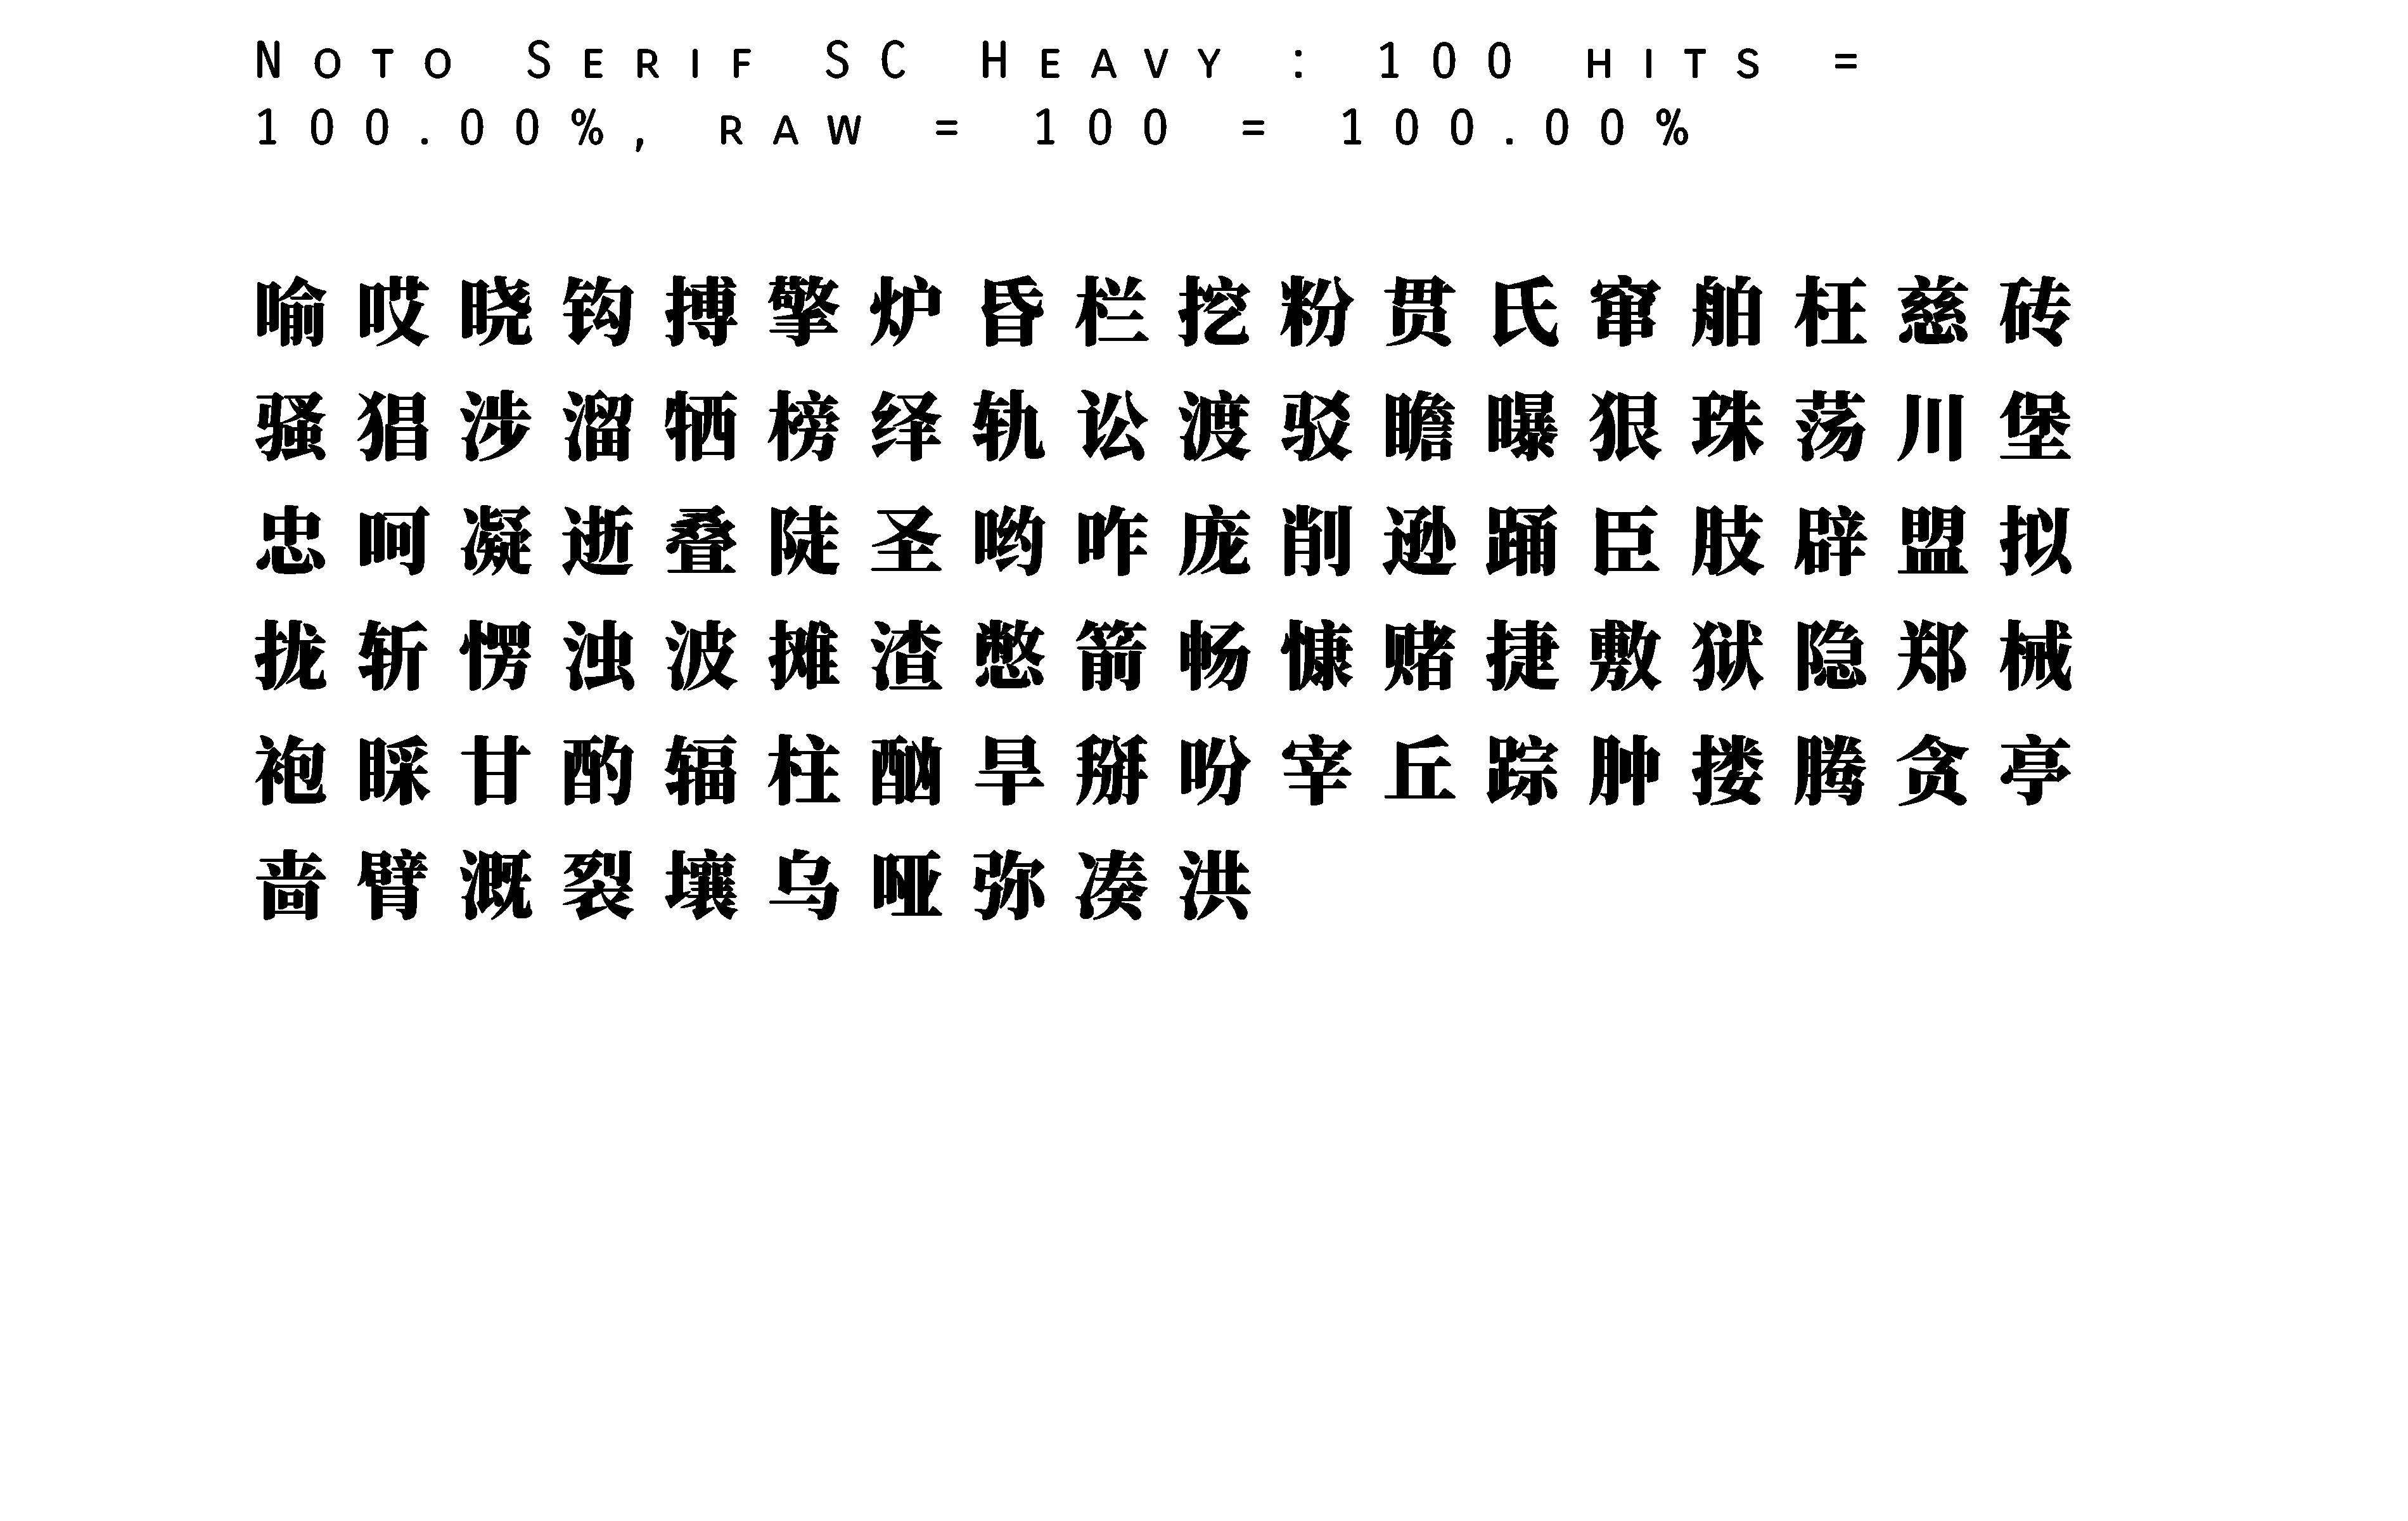 Noto Serif SC Heavy : 100 hits =
100.00%, raw = 100 = 100.00%
喻哎晓钩搏擎炉昏栏挖粉贯氏窜舶枉慈砖
骚猖涉溜牺榜绎轨讼渡驳瞻曝狠珠荡川堡
忠呵凝逝叠陡圣哟咋庞削逊踊臣肢辟盟拟
拢斩愕浊波摊渣憋箭畅慷赌捷敷狱隐郑械
袍睬甘酌辐柱酗旱掰吩宰丘踪肿搂腾贪亭
啬臂溉裂壤乌哑弥凑洪